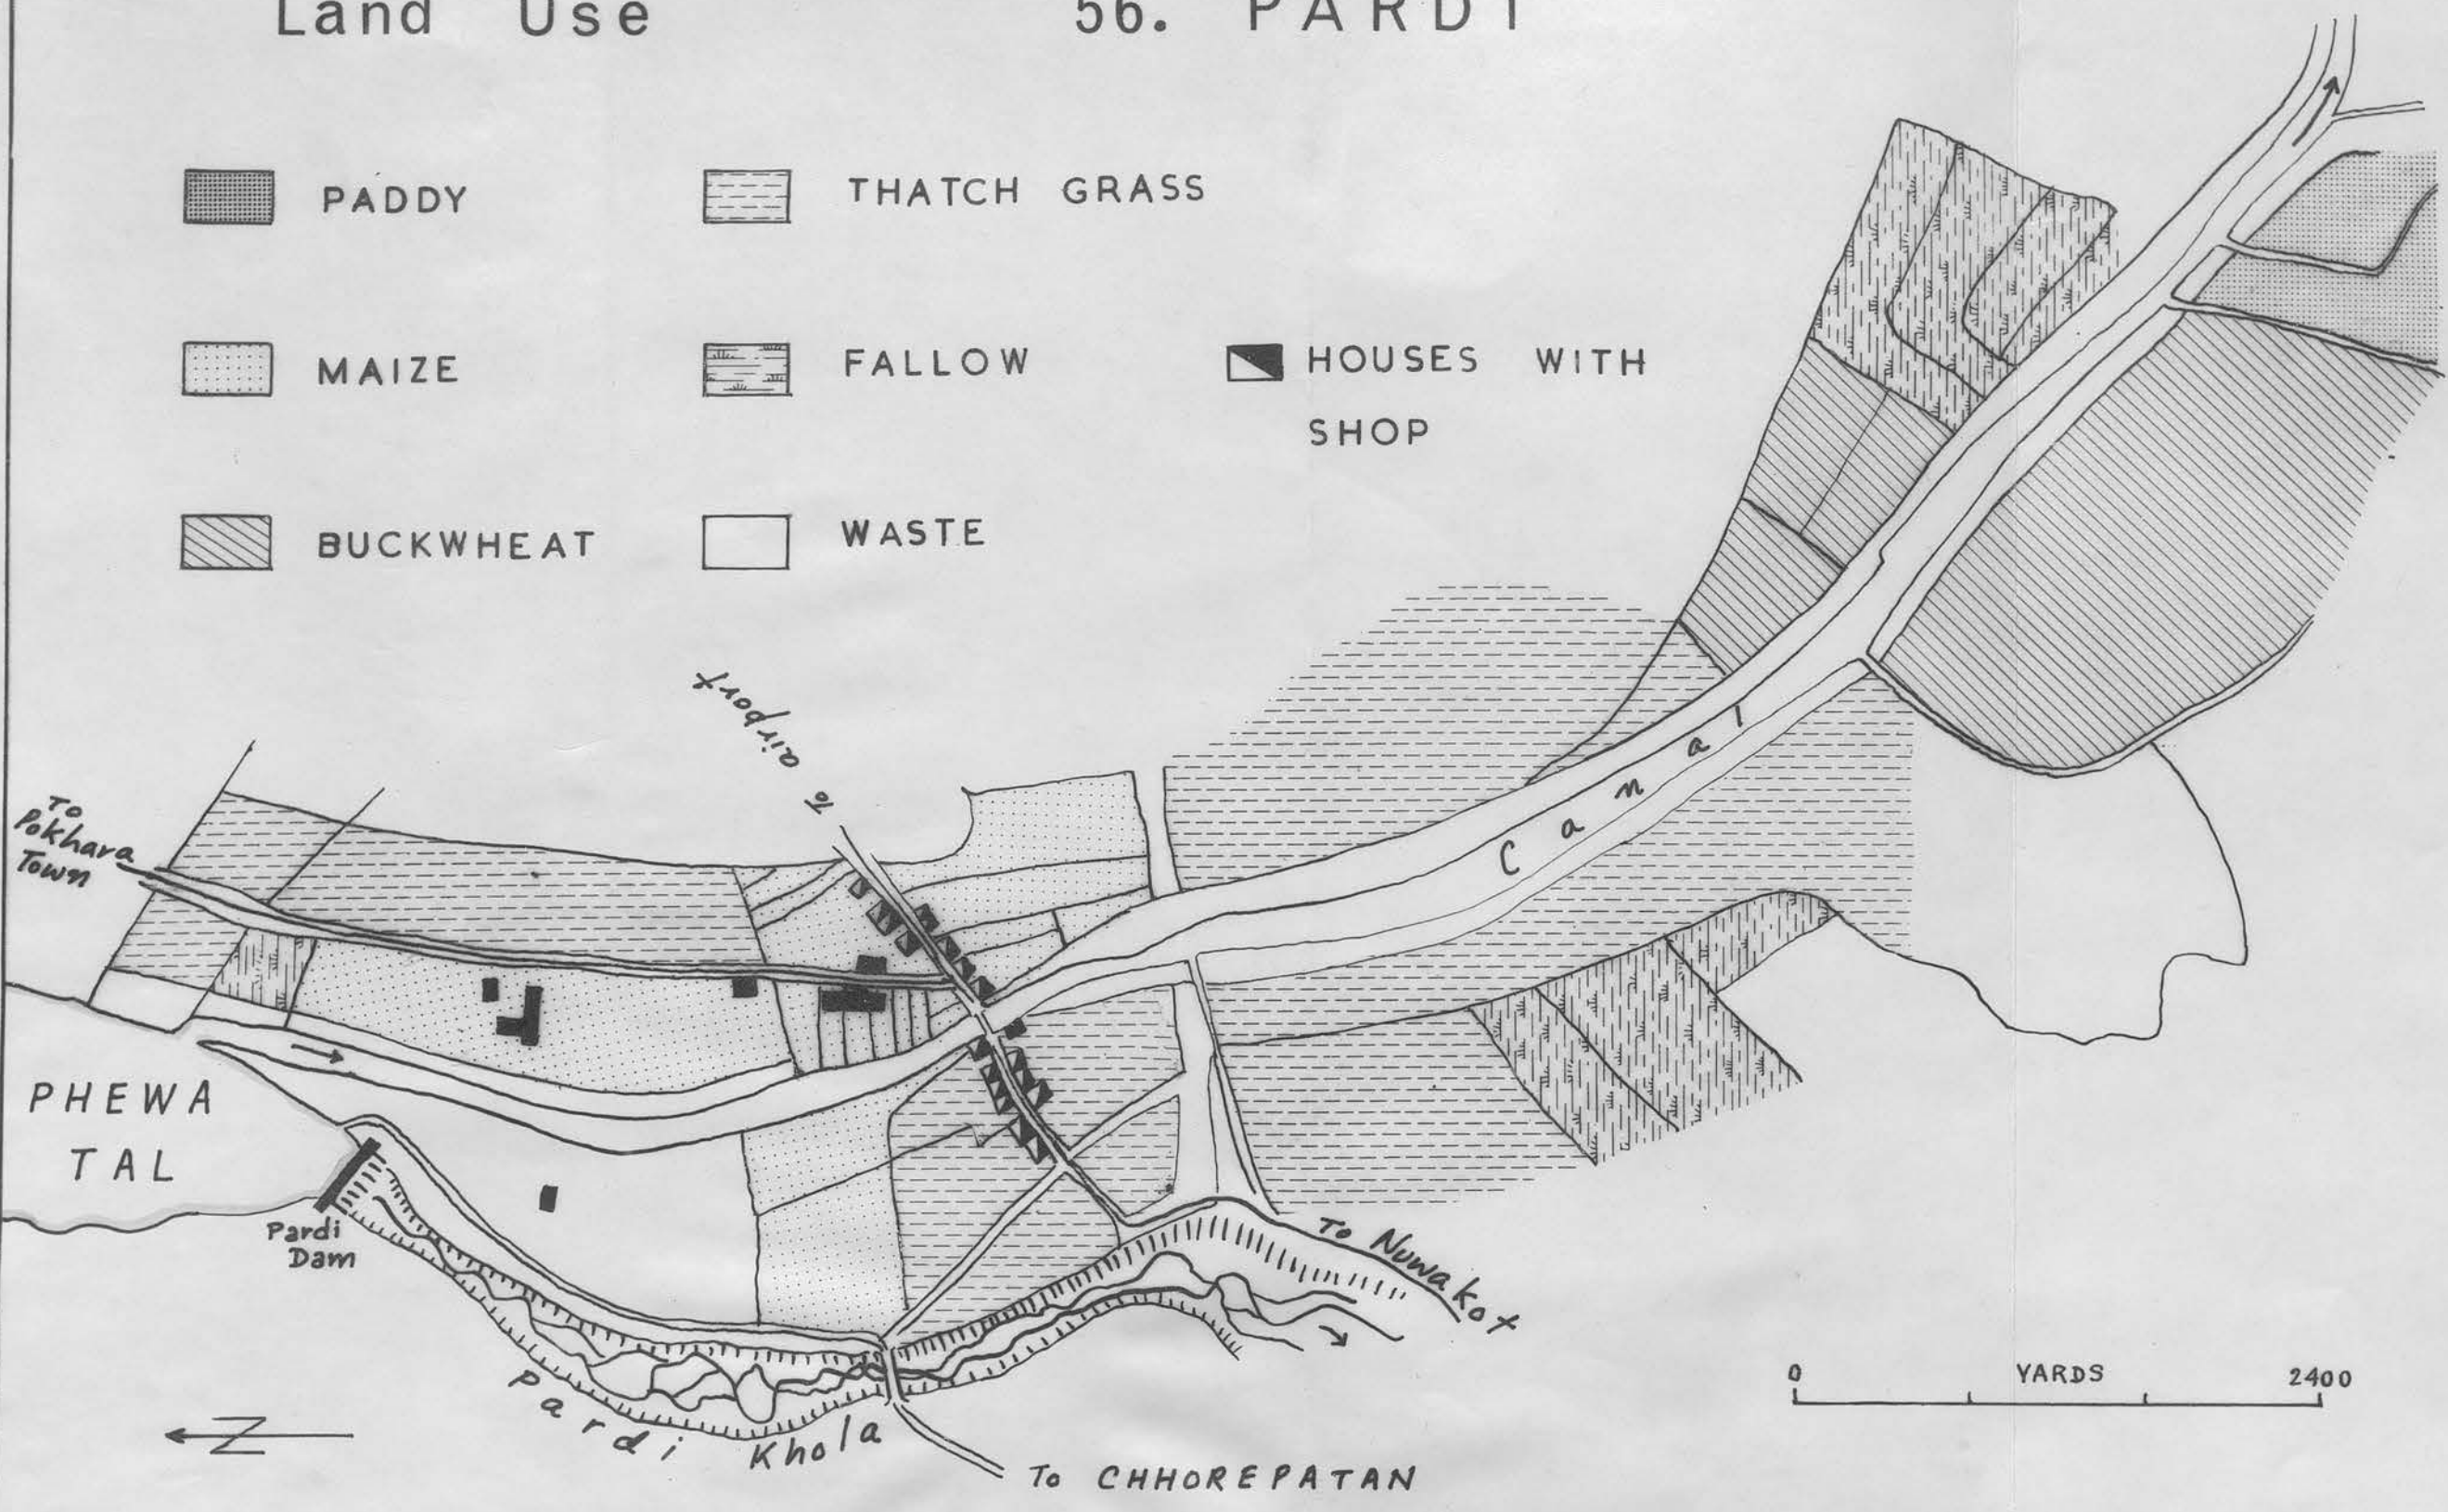 Land Use
56. PARDI
PADDY
THATCH GRASS
MAIZE
FALLOW
HOUSES WITH
SHOP
BUCKWHEAT
WASTE
To airport
To
Pokhara
Town
Canal
PHEWA
TAL
Pardi
Dam
To Nuwakot
Pardi Khola
To CHHOREPATAN
0 YARDS 2400
N